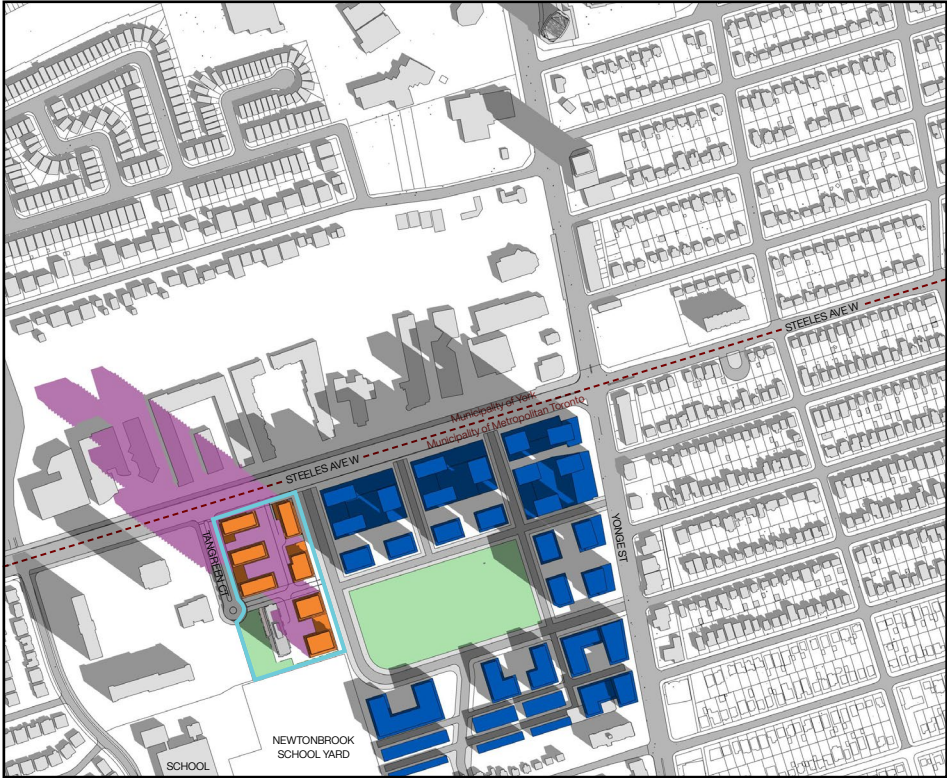 STEELES AVE W
Municipality of York
Municipality of Metropolitan Toronto
STEELES AVE W
TANGREEN CT
YONGE ST
NEWTONBROOK
SCHOOL YARD
SCHOOL